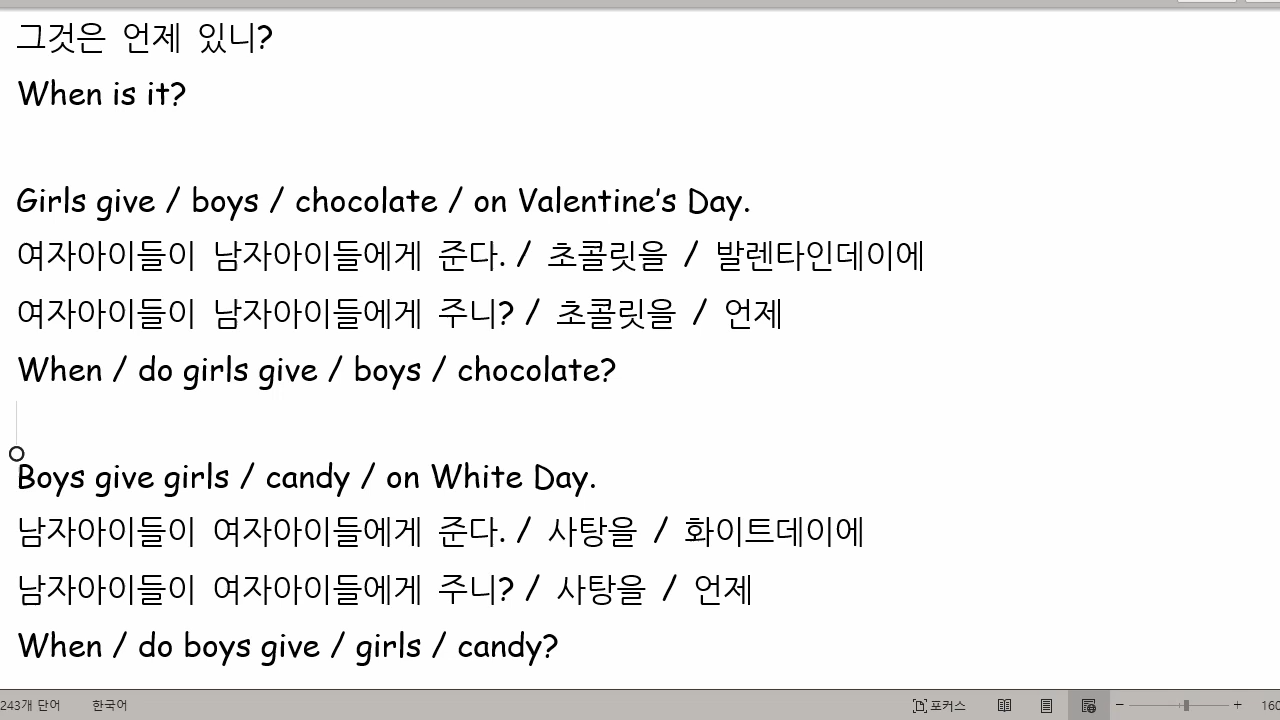 그것은 언제 있니?
When is it?
Girls give / boys / chocolate / on Valentine's Day.
여자아이들이 남자아이들에게 준다. / 초콜릿을 / 발렌타인데이에
여자아이들이 남자아이들에게 주니? / 초콜릿을 / 언제
When / do girls give / boys / chocolate?
Boys give girls / candy / on White Day.
남자아이들이 여자아이들에게 준다. / 사탕을 / 화이트데이에
남자아이들이 여자아이들에게 주니? / 사탕을 / 언제
When / do boys give / girls / candy?
243개 단어 한국어 포커스 − + 160